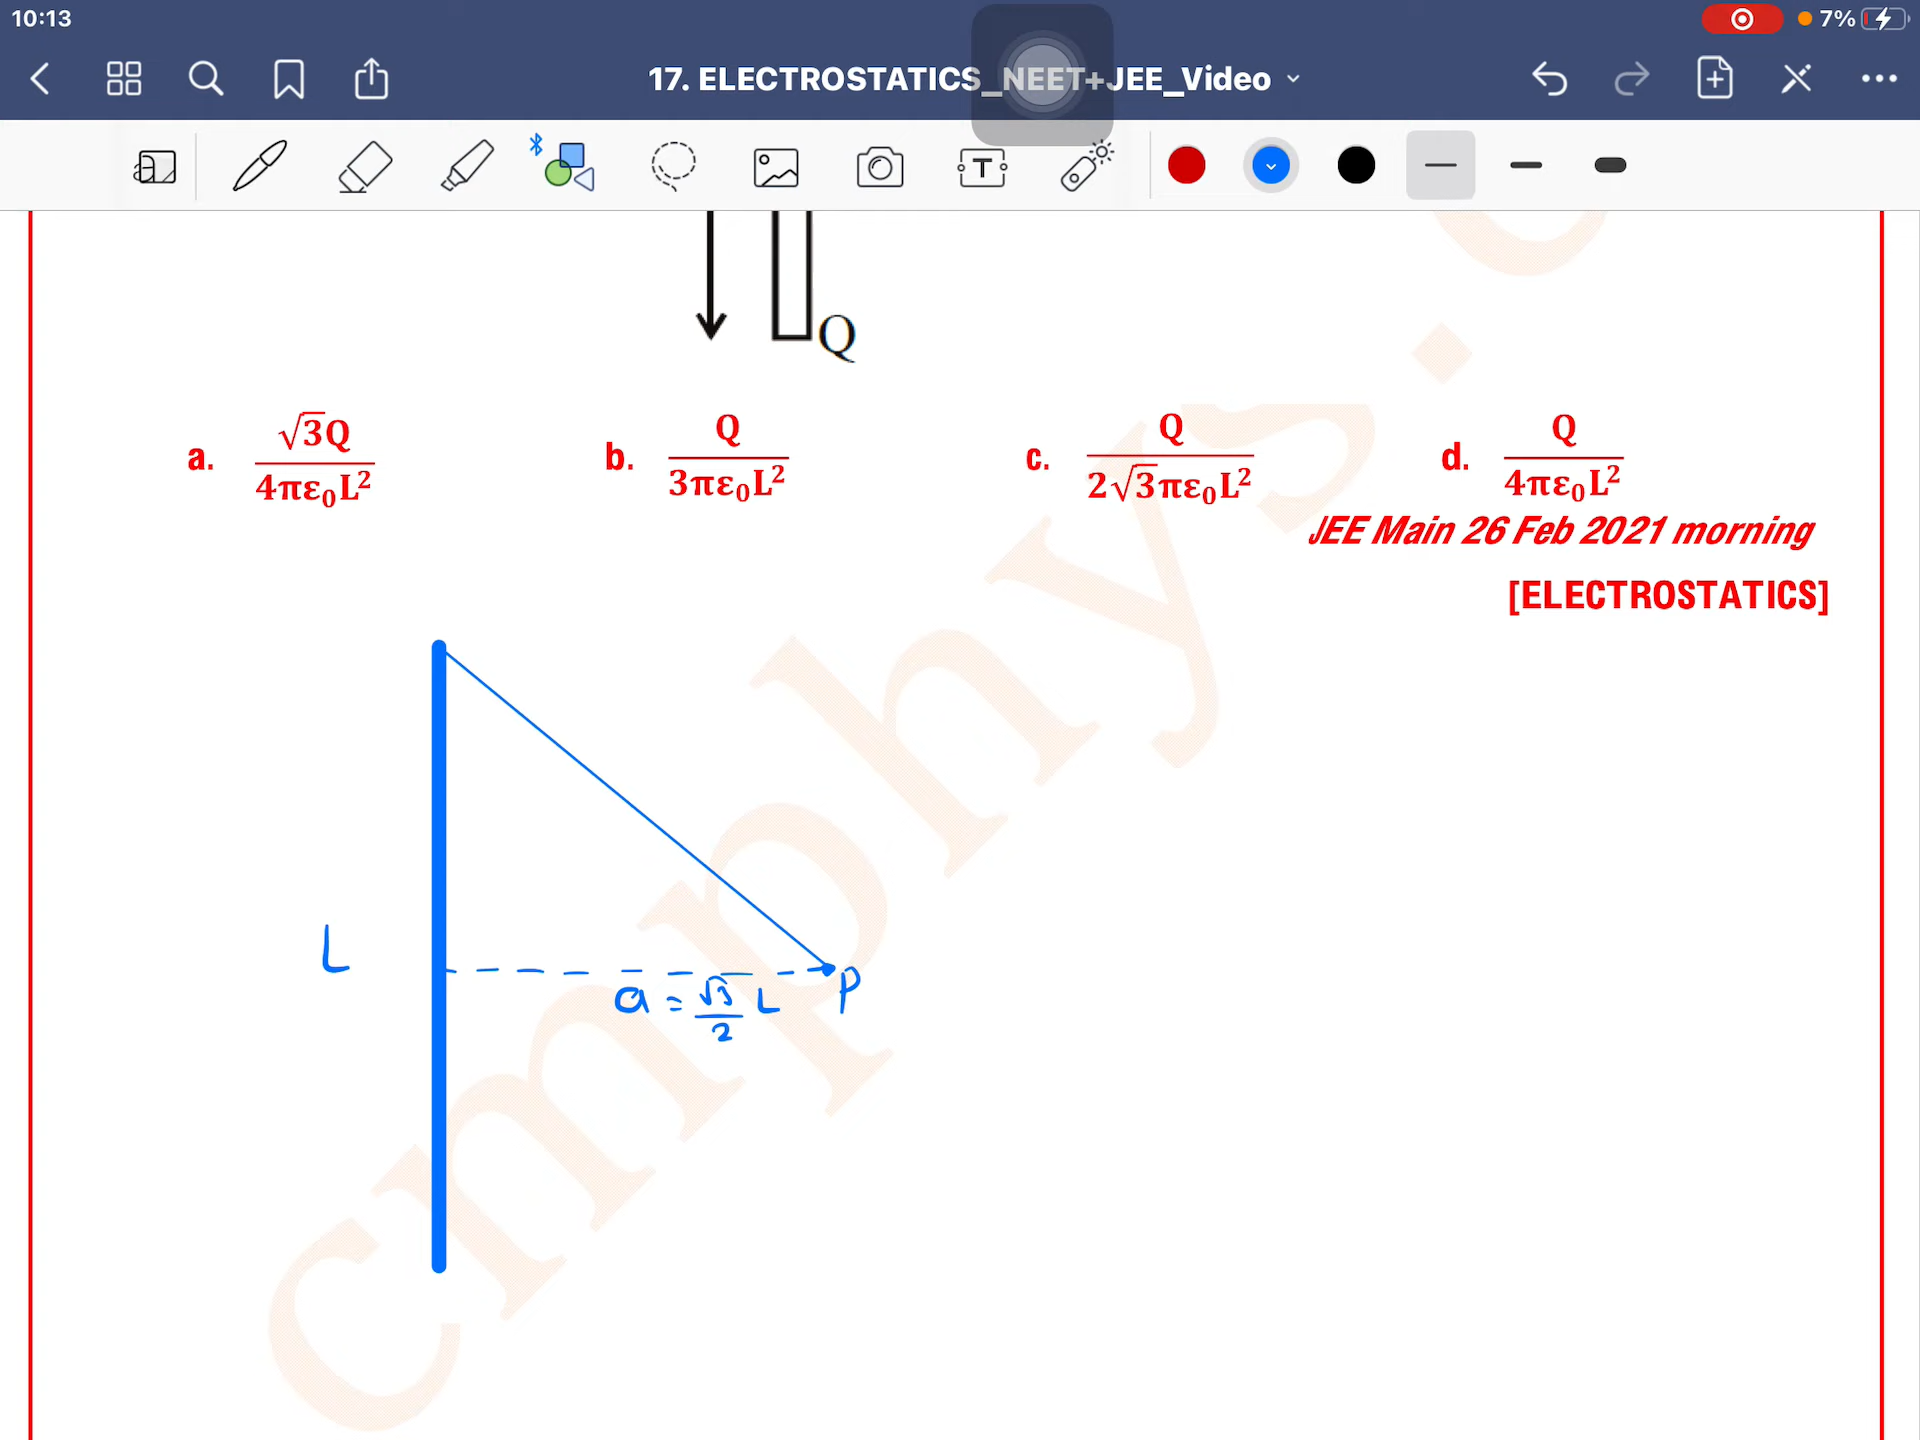 10:13
7%
17. ELECTROSTATICS_NEET+JEE_Video
a
T
Q
a. √3Q / 4πε₀L²
b. Q / 3πε₀L²
c. Q / 2√3πε₀L²
d. Q / 4πε₀L²
JEE Main 26 Feb 2021 morning
[ELECTROSTATICS]
L
a = √3/2 L
P
cmphys.c